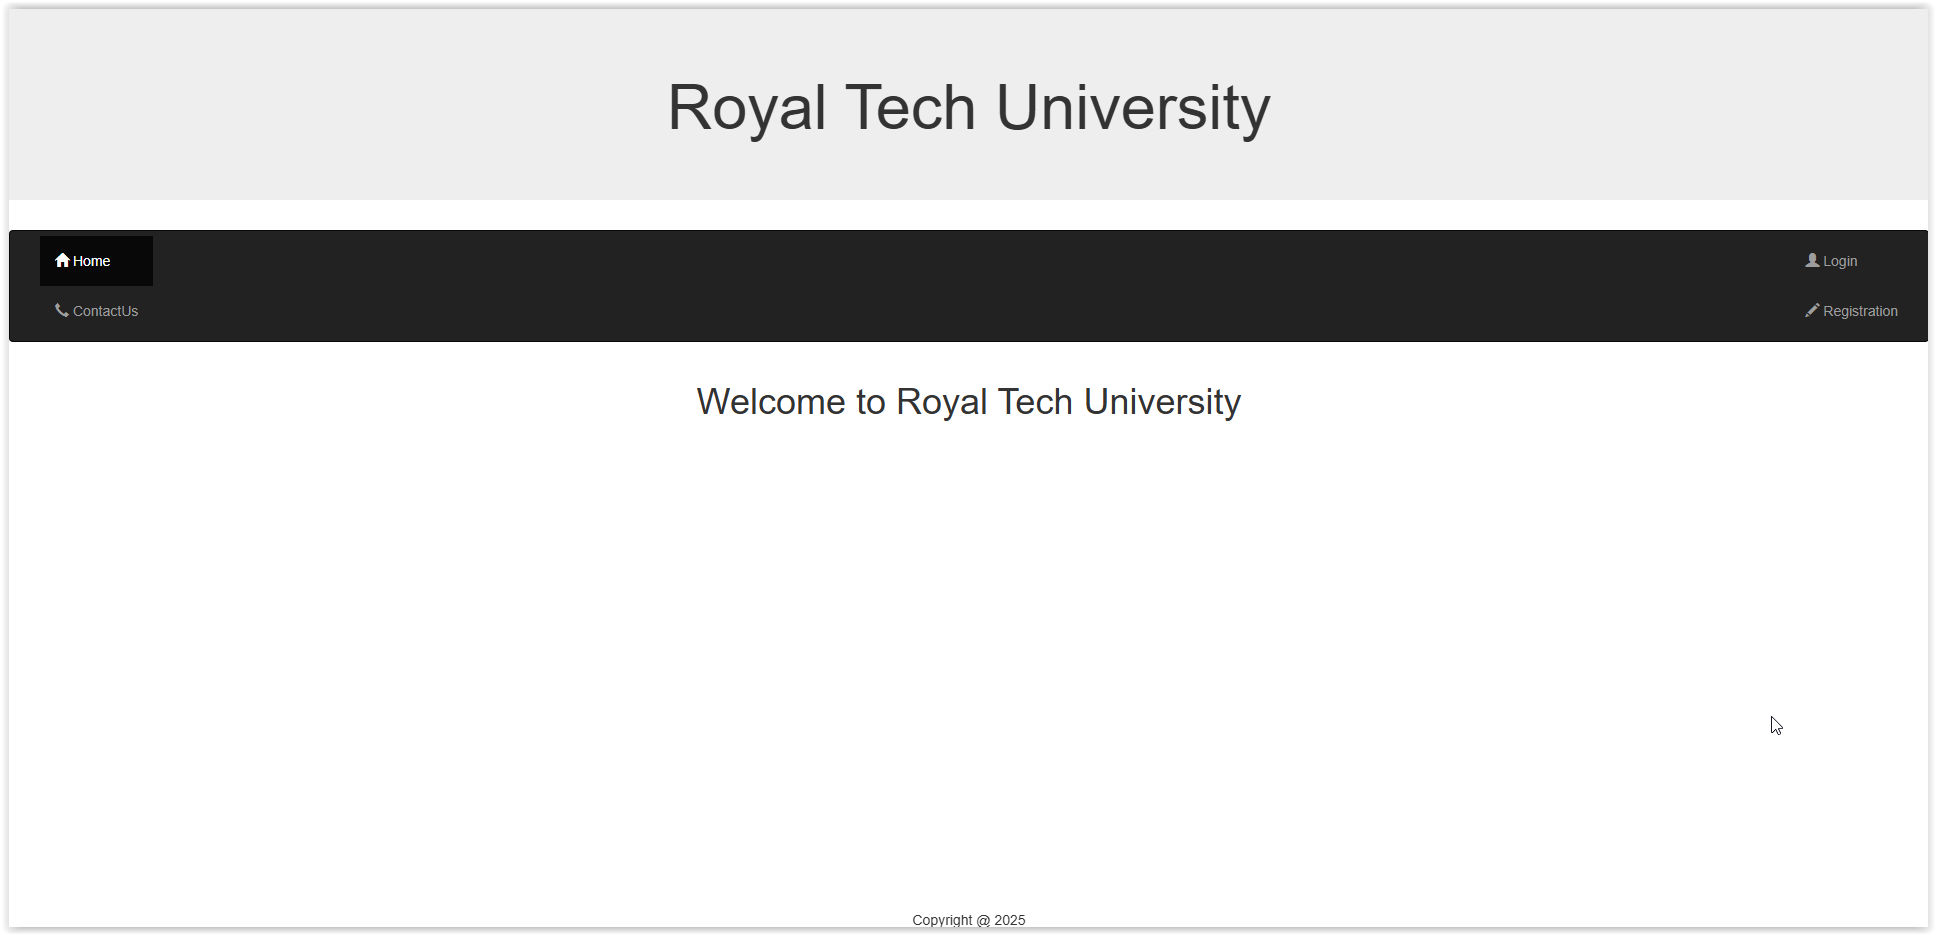 Royal Tech University
Home
Login
ContactUs
Registration
Welcome to Royal Tech University
Copyright @ 2025